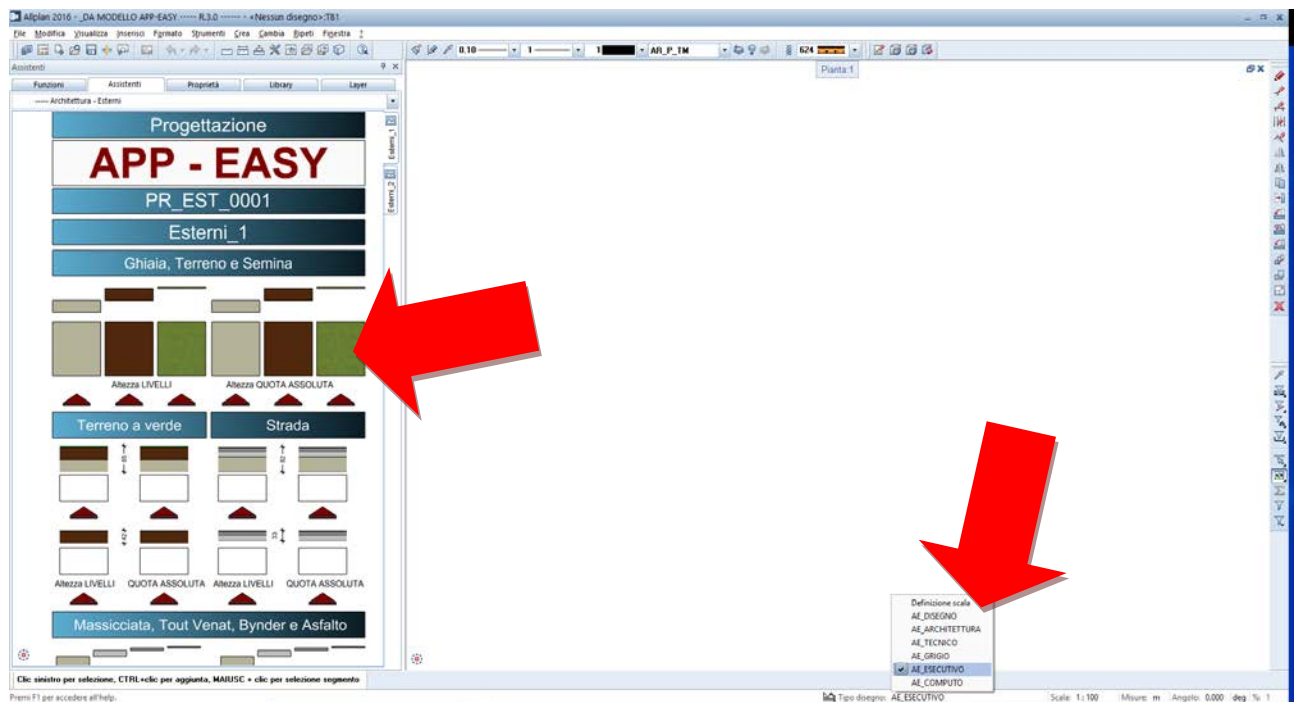 Allplan 2016 - _DA MODELLO APP-EASY ····· R.3.0 ······ - <Nessun disegno>:TB1
File Modifica Visualizza Inserisci Formato Strumenti Crea Cambia Ripeti Finestra ?
0.10 1 1 AR_P_TM 624
Assistenti
Pianta:1
Funzioni Assistenti Proprietà Library Layer
----- Architettura - Esterni
Progettazione
APP - EASY
PR_EST_0001
Esterni_1
Ghiaia, Terreno e Semina
Esterni_1
Esterni_2
Altezza LIVELLI Altezza QUOTA ASSOLUTA
Terreno a verde Strada
Altezza LIVELLI QUOTA ASSOLUTA Altezza LIVELLI QUOTA ASSOLUTA
Massicciata, Tout Venat, Bynder e Asfalto
Definizione scala
AE_DISEGNO
AE_ARCHITETTURA
AE_TECNICO
AE_GRIGIO
AE_ESECUTIVO
AE_COMPUTO
Clic sinistro per selezione, CTRL+clic per aggiunta, MAIUSC + clic per selezione segmento
Premi F1 per accedere all'help.
Tipo disegno: AE_ESECUTIVO Scala: 1:100 Misure: m Angolo: 0.000 deg %: 1